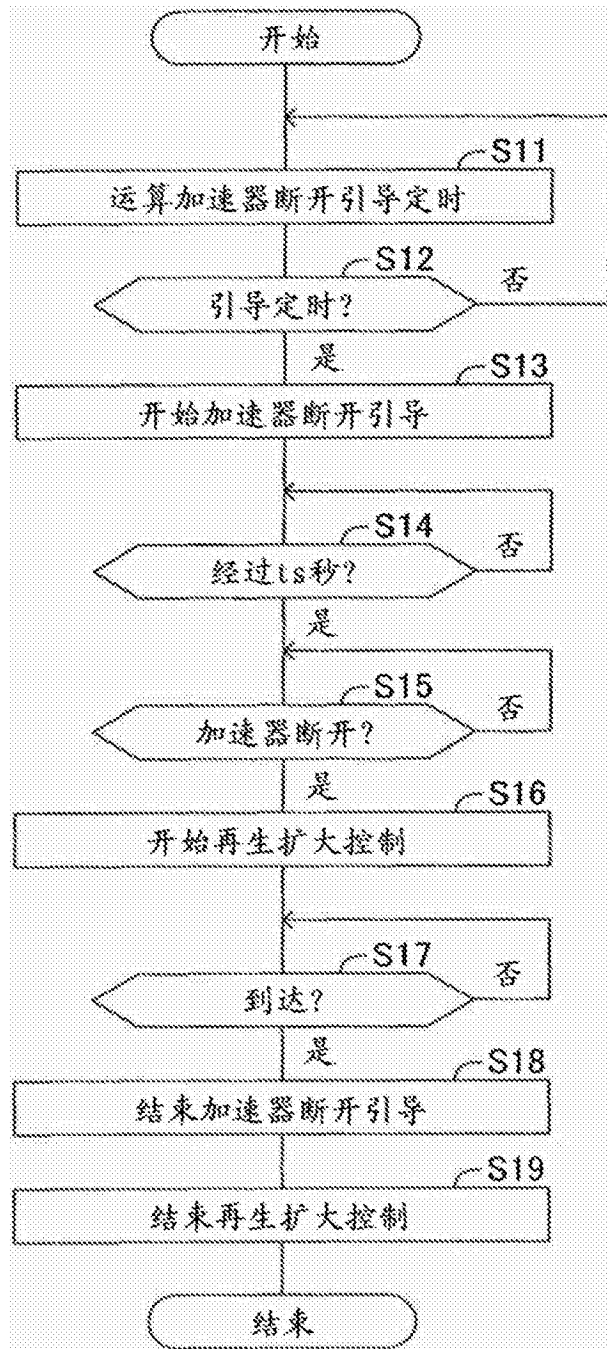 开始
S11
运算加速器断开引导定时
S12
引导定时?
否
是
S13
开始加速器断开引导
S14
经过ts秒?
否
是
S15
加速器断开?
否
是
S16
开始再生扩大控制
S17
到达?
否
是
S18
结束加速器断开引导
S19
结束再生扩大控制
结束